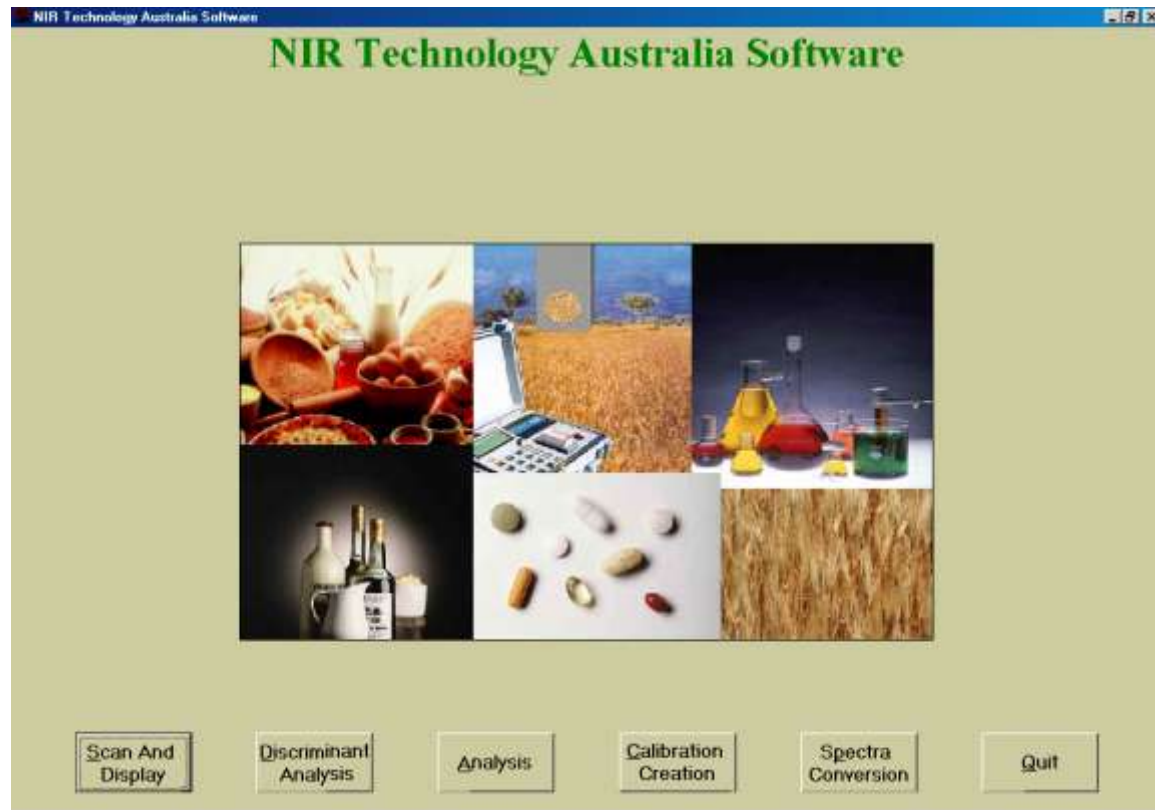 NIR Technology Australia Software
NIR Technology Australia Software
Scan And
Display
Discriminant
Analysis
Analysis
Calibration
Creation
Spectra
Conversion
Quit